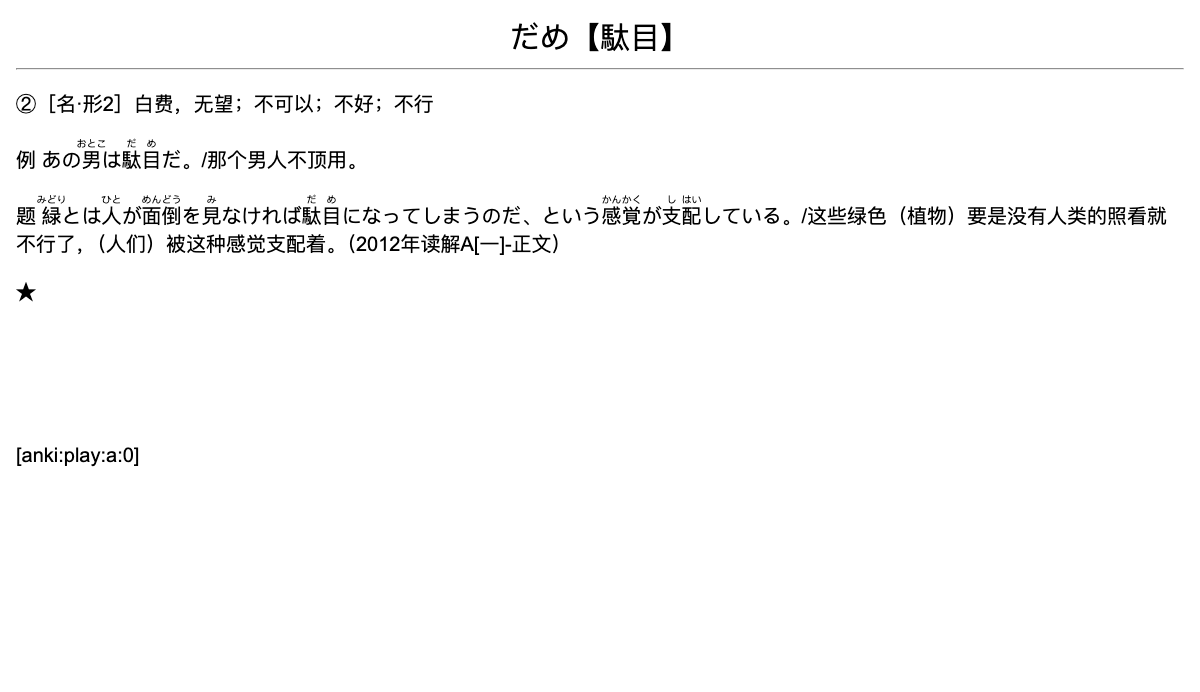 だめ【駄目】
②［名·形2］白费，无望；不可以；不好；不行
おとこ だ め
例 あの男は駄目だ。/那个男人不顶用。
みどり ひと めんどう み だ め かんかく し はい
题 緑とは人が面倒を見なければ駄目になってしまうのだ、という感覚が支配している。/这些绿色（植物）要是没有人类的照看就
不行了，（人们）被这种感觉支配着。（2012年读解A[一]-正文）
★
[anki:play:a:0]